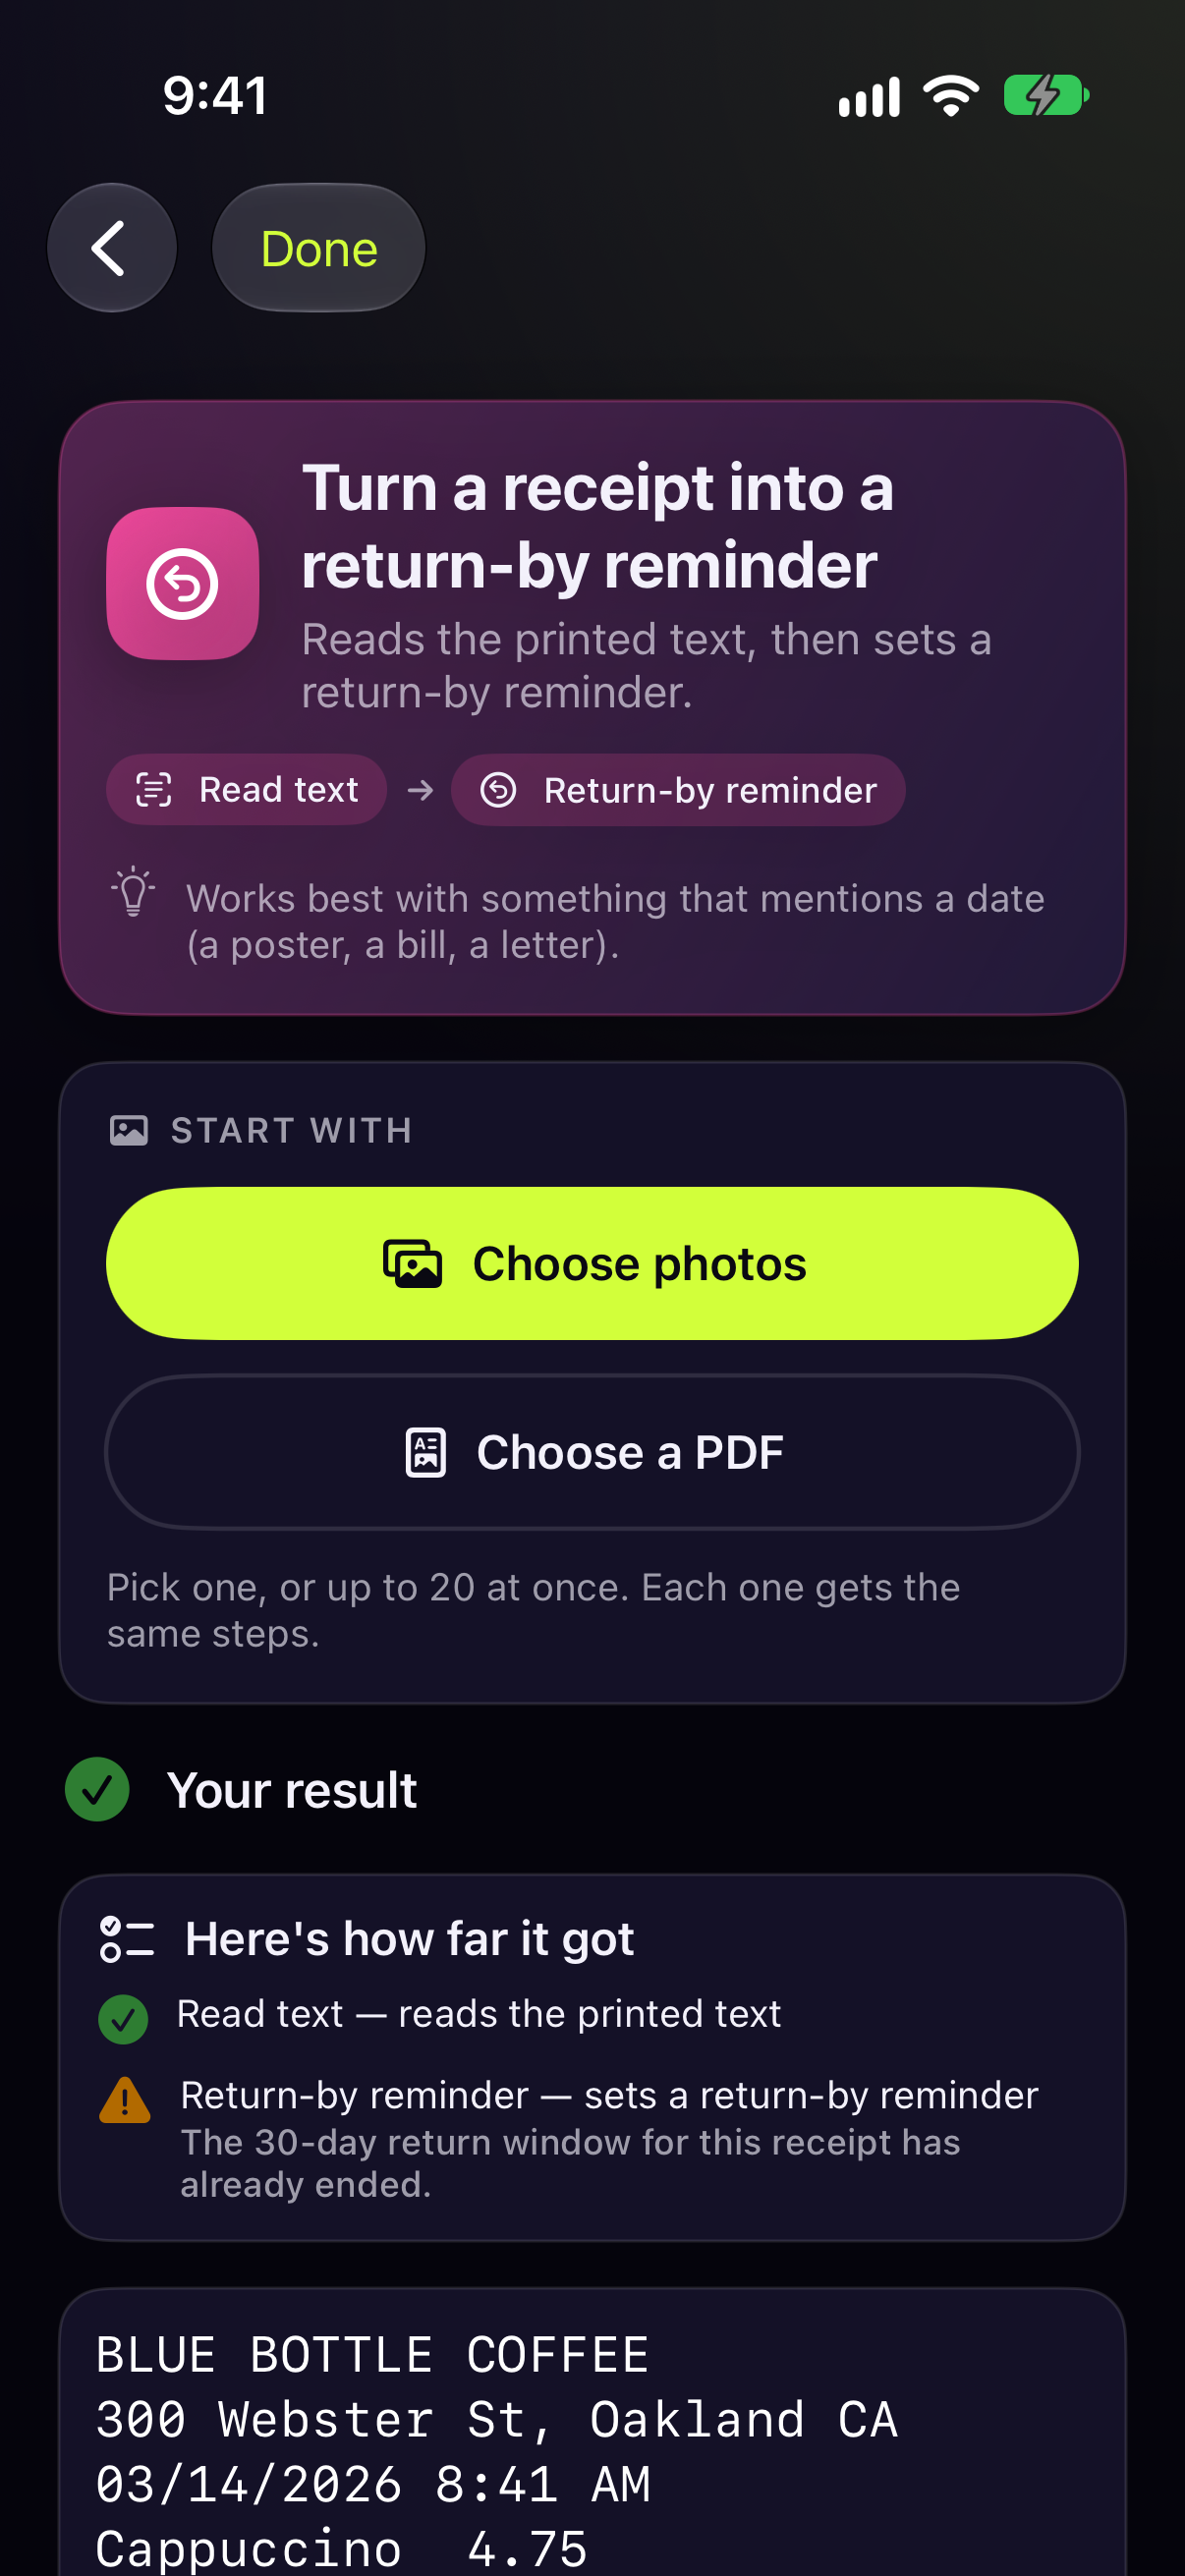 9:41
Done
Turn a receipt into a
return-by reminder
Reads the printed text, then sets a
return-by reminder.
Read text → Return-by reminder
Works best with something that mentions a date
(a poster, a bill, a letter).
START WITH
Choose photos
Choose a PDF
Pick one, or up to 20 at once. Each one gets the
same steps.
Your result
Here's how far it got
Read text — reads the printed text
Return-by reminder — sets a return-by reminder
The 30-day return window for this receipt has
already ended.
BLUE BOTTLE COFFEE
300 Webster St, Oakland CA
03/14/2026 8:41 AM
Cappuccino  4.75